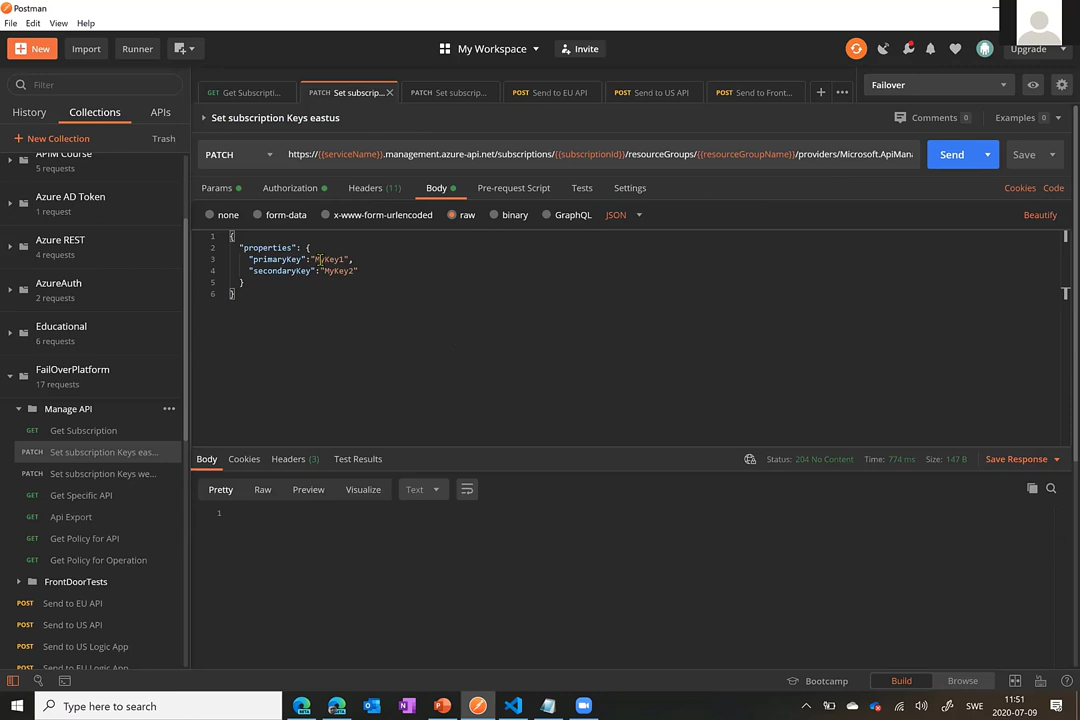 Postman
File Edit View Help
New Import Runner My Workspace Invite Upgrade
Filter
History Collections APIs
New Collection Trash
APIM Course
5 requests
Azure AD Token
1 request
Azure REST
6 requests
AzureAuth
2 requests
Educational
6 requests
FailOverPlatform
17 requests
Manage API
GET Get Subscription
PATCH Set subscription Keys eas...
PATCH Set subscription Keys we...
GET Get Specific API
GET Api Export
GET Get Policy for API
GET Get Policy for Operation
FrontDoorTests
POST Send to EU API
POST Send to US API
POST Send to US Logic App
POST Send to EU Logic App
GET Get Subscripti... PATCH Set subscrip... PATCH Set subscrip... POST Send to EU API POST Send to US API POST Send to Front... Failover
Set subscription Keys eastus Comments 0 Examples 0
PATCH https://{{serviceName}}.management.azure-api.net/subscriptions/{{subscriptionId}}/resourceGroups/{{resourceGroupName}}/providers/Microsoft.ApiMana Send Save
Params Authorization Headers (11) Body Pre-request Script Tests Settings Cookies Code
none form-data x-www-form-urlencoded raw binary GraphQL JSON Beautify
1 {
2 "properties": {
3 "primaryKey":"MyKey1",
4 "secondaryKey":"MyKey2"
5 }
6 }
Body Cookies Headers (3) Test Results Status: 204 No Content Time: 774 ms Size: 147 B Save Response
Pretty Raw Preview Visualize Text
1
Bootcamp Build Browse
Type here to search SWE 11:51
2020-07-09